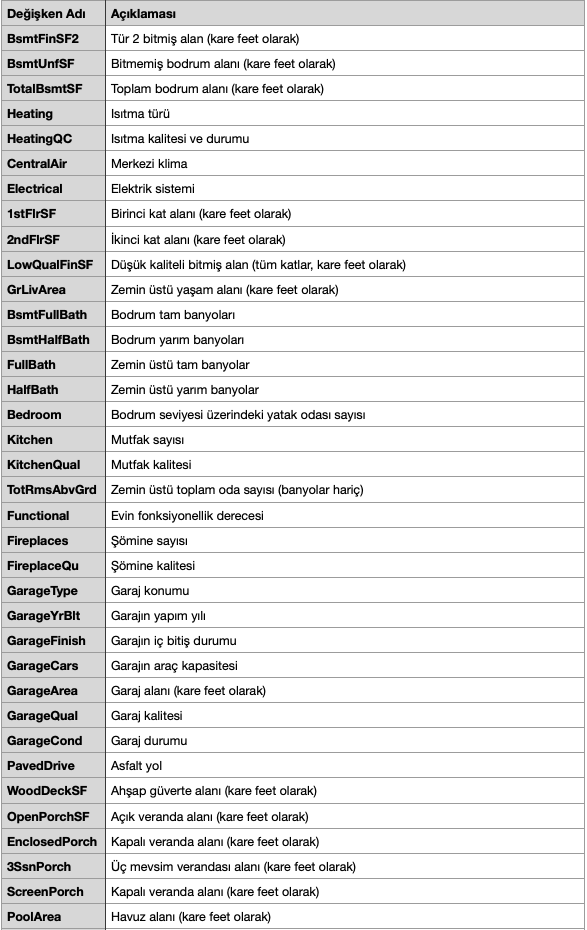 Değişken Adı Açıklaması
BsmtFinSF2 Tür 2 bitmiş alan (kare feet olarak)
BsmtUnfSF Bitmemiş bodrum alanı (kare feet olarak)
TotalBsmtSF Toplam bodrum alanı (kare feet olarak)
Heating Isıtma türü
HeatingQC Isıtma kalitesi ve durumu
CentralAir Merkezi klima
Electrical Elektrik sistemi
1stFlrSF Birinci kat alanı (kare feet olarak)
2ndFlrSF İkinci kat alanı (kare feet olarak)
LowQualFinSF Düşük kaliteli bitmiş alan (tüm katlar, kare feet olarak)
GrLivArea Zemin üstü yaşam alanı (kare feet olarak)
BsmtFullBath Bodrum tam banyoları
BsmtHalfBath Bodrum yarım banyoları
FullBath Zemin üstü tam banyolar
HalfBath Zemin üstü yarım banyolar
Bedroom Bodrum seviyesi üzerindeki yatak odası sayısı
Kitchen Mutfak sayısı
KitchenQual Mutfak kalitesi
TotRmsAbvGrd Zemin üstü toplam oda sayısı (banyolar hariç)
Functional Evin fonksiyonellik derecesi
Fireplaces Şömine sayısı
FireplaceQu Şömine kalitesi
GarageType Garaj konumu
GarageYrBlt Garajın yapım yılı
GarageFinish Garajın iç bitiş durumu
GarageCars Garajın araç kapasitesi
GarageArea Garaj alanı (kare feet olarak)
GarageQual Garaj kalitesi
GarageCond Garaj durumu
PavedDrive Asfalt yol
WoodDeckSF Ahşap güverte alanı (kare feet olarak)
OpenPorchSF Açık veranda alanı (kare feet olarak)
EnclosedPorch Kapalı veranda alanı (kare feet olarak)
3SsnPorch Üç mevsim verandası alanı (kare feet olarak)
ScreenPorch Kapalı veranda alanı (kare feet olarak)
PoolArea Havuz alanı (kare feet olarak)